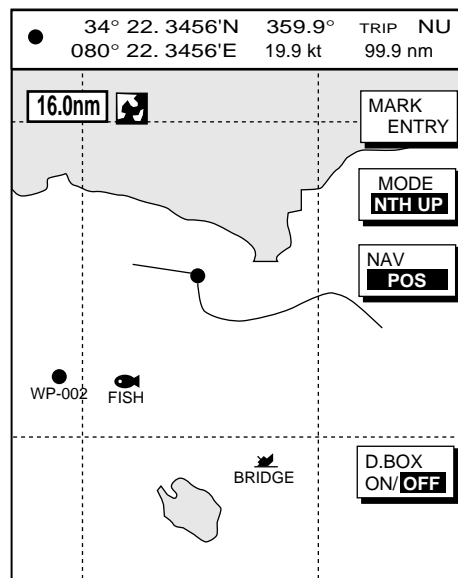 34° 22. 3456'N 359.9° TRIP NU
080° 22. 3456'E 19.9 kt 99.9 nm
16.0nm
MARK
ENTRY
MODE
NTH UP
NAV
POS
WP-002
FISH
BRIDGE
D.BOX
ON/OFF